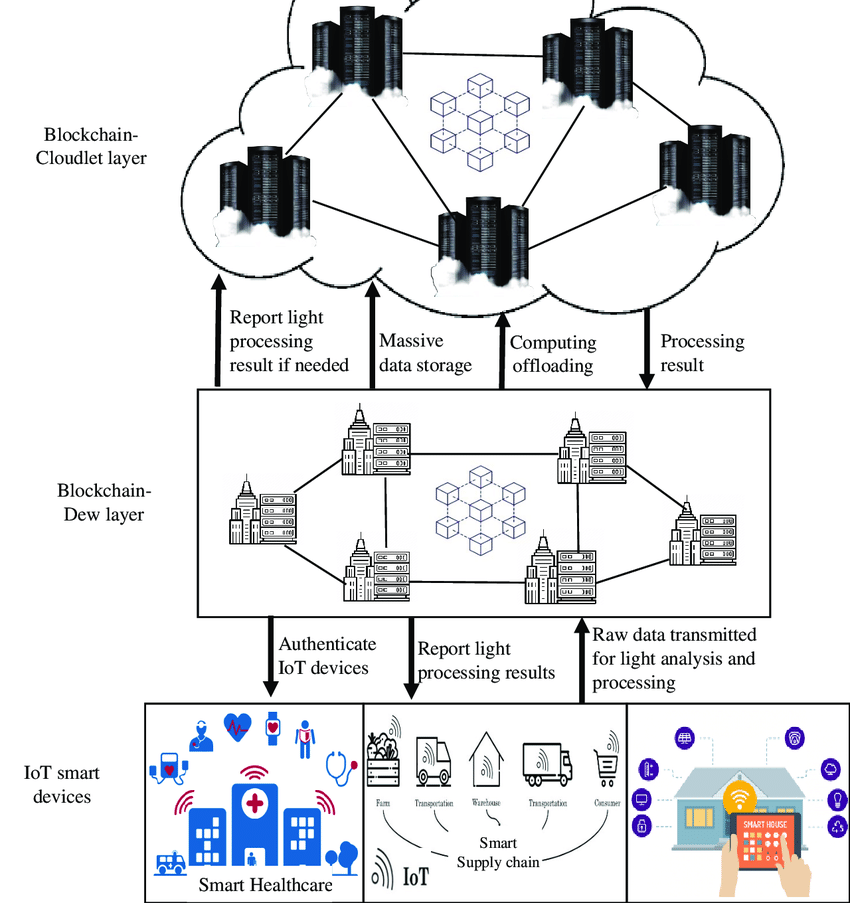 Blockchain-
Cloudlet layer
Report light
processing
result if needed
Massive
data storage
Computing
offloading
Processing
result
Blockchain-
Dew layer
Authenticate
IoT devices
Report light
processing results
Raw data transmitted
for light analysis and
processing
IoT smart
devices
Smart Healthcare
Farm
Transportation
Warehouse
Transportation
Consumer
Smart
Supply chain
IoT
SMART HOUSE